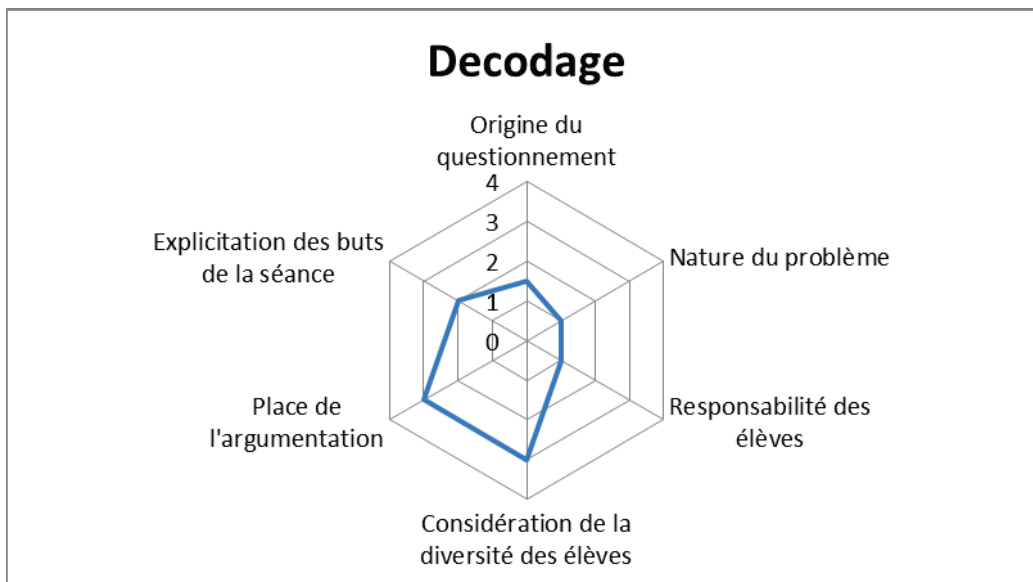 Decodage
Origine du
questionnement
4
3
2
1
0
Nature du problème
Responsabilité des
élèves
Considération de la
diversité des élèves
Place de
l'argumentation
Explicitation des buts
de la séance